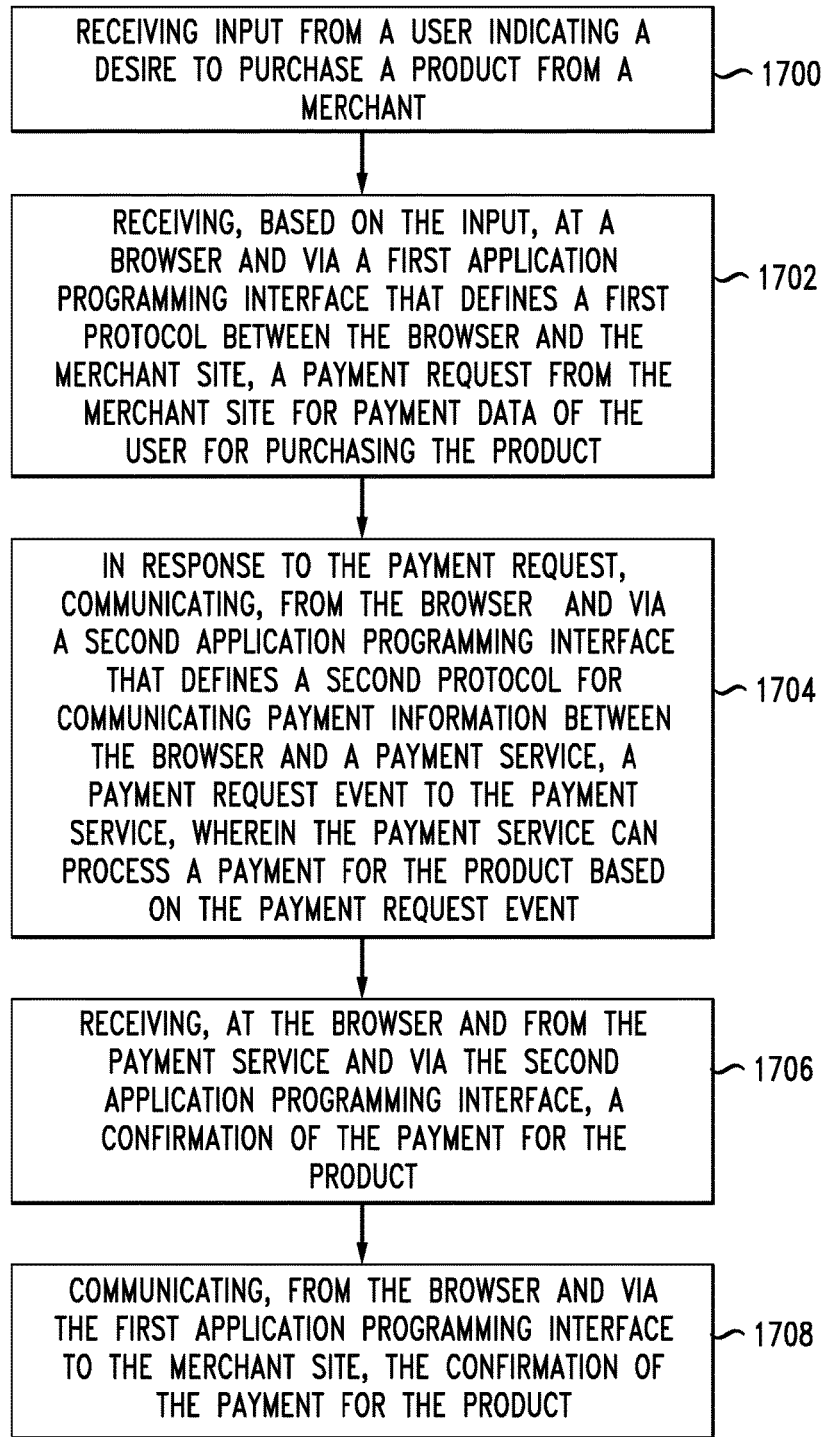 RECEIVING INPUT FROM A USER INDICATING A
DESIRE TO PURCHASE A PRODUCT FROM A
MERCHANT
1700
RECEIVING, BASED ON THE INPUT, AT A
BROWSER AND VIA A FIRST APPLICATION
PROGRAMMING INTERFACE THAT DEFINES A FIRST
PROTOCOL BETWEEN THE BROWSER AND THE
MERCHANT SITE, A PAYMENT REQUEST FROM THE
MERCHANT SITE FOR PAYMENT DATA OF THE
USER FOR PURCHASING THE PRODUCT
1702
IN RESPONSE TO THE PAYMENT REQUEST,
COMMUNICATING, FROM THE BROWSER AND VIA
A SECOND APPLICATION PROGRAMMING INTERFACE
THAT DEFINES A SECOND PROTOCOL FOR
COMMUNICATING PAYMENT INFORMATION BETWEEN
THE BROWSER AND A PAYMENT SERVICE, A
PAYMENT REQUEST EVENT TO THE PAYMENT
SERVICE, WHEREIN THE PAYMENT SERVICE CAN
PROCESS A PAYMENT FOR THE PRODUCT BASED
ON THE PAYMENT REQUEST EVENT
1704
RECEIVING, AT THE BROWSER AND FROM THE
PAYMENT SERVICE AND VIA THE SECOND
APPLICATION PROGRAMMING INTERFACE, A
CONFIRMATION OF THE PAYMENT FOR THE
PRODUCT
1706
COMMUNICATING, FROM THE BROWSER AND VIA
THE FIRST APPLICATION PROGRAMMING INTERFACE
TO THE MERCHANT SITE, THE CONFIRMATION OF
THE PAYMENT FOR THE PRODUCT
1708